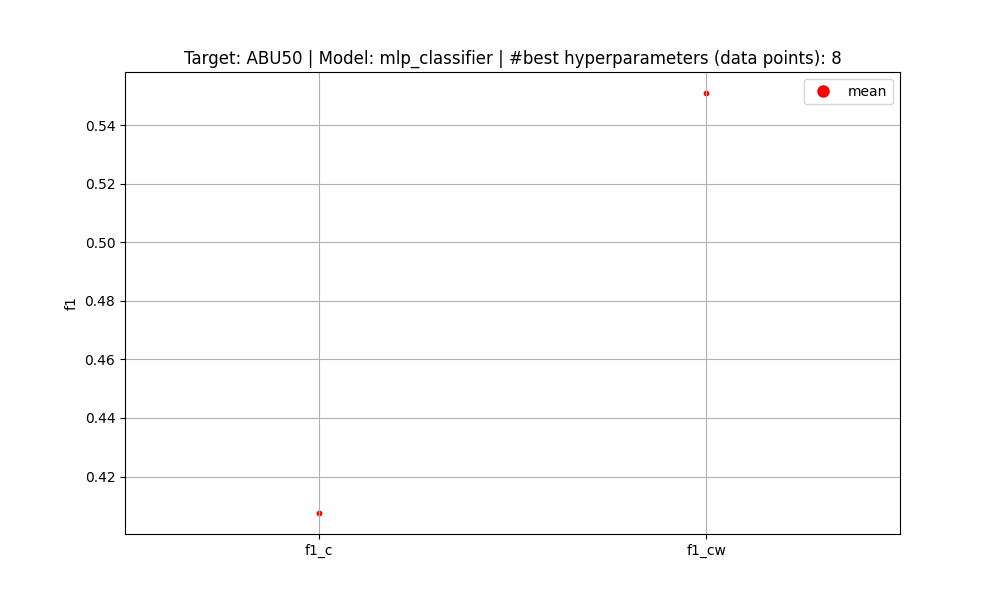 Target: ABU50 | Model: mlp_classifier | #best hyperparameters (data points): 8
mean
0.54
0.52
0.50
0.48
0.46
0.44
0.42
f1
f1_c
f1_cw